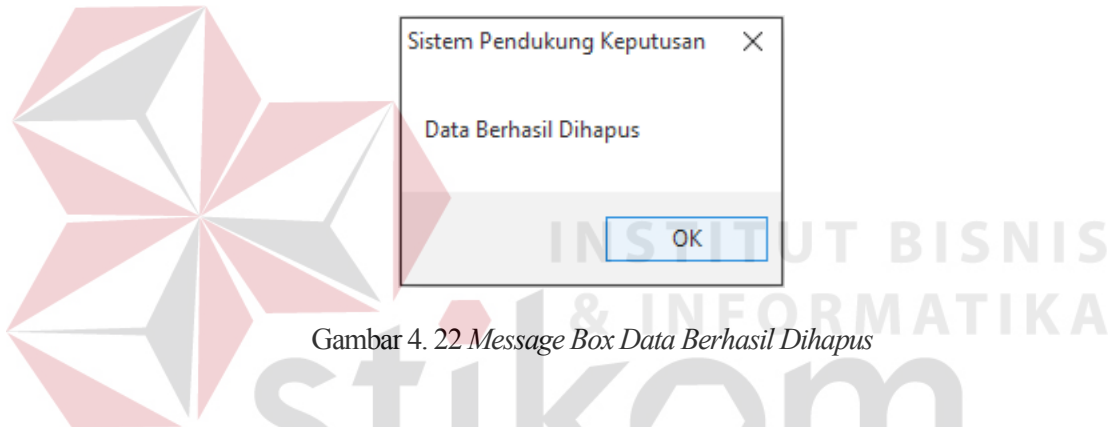 Sistem Pendukung Keputusan
Data Berhasil Dihapus
OK
INSTITUT BISNIS
& INFORMATIKA
Gambar 4. 22 Message Box Data Berhasil Dihapus
stikom